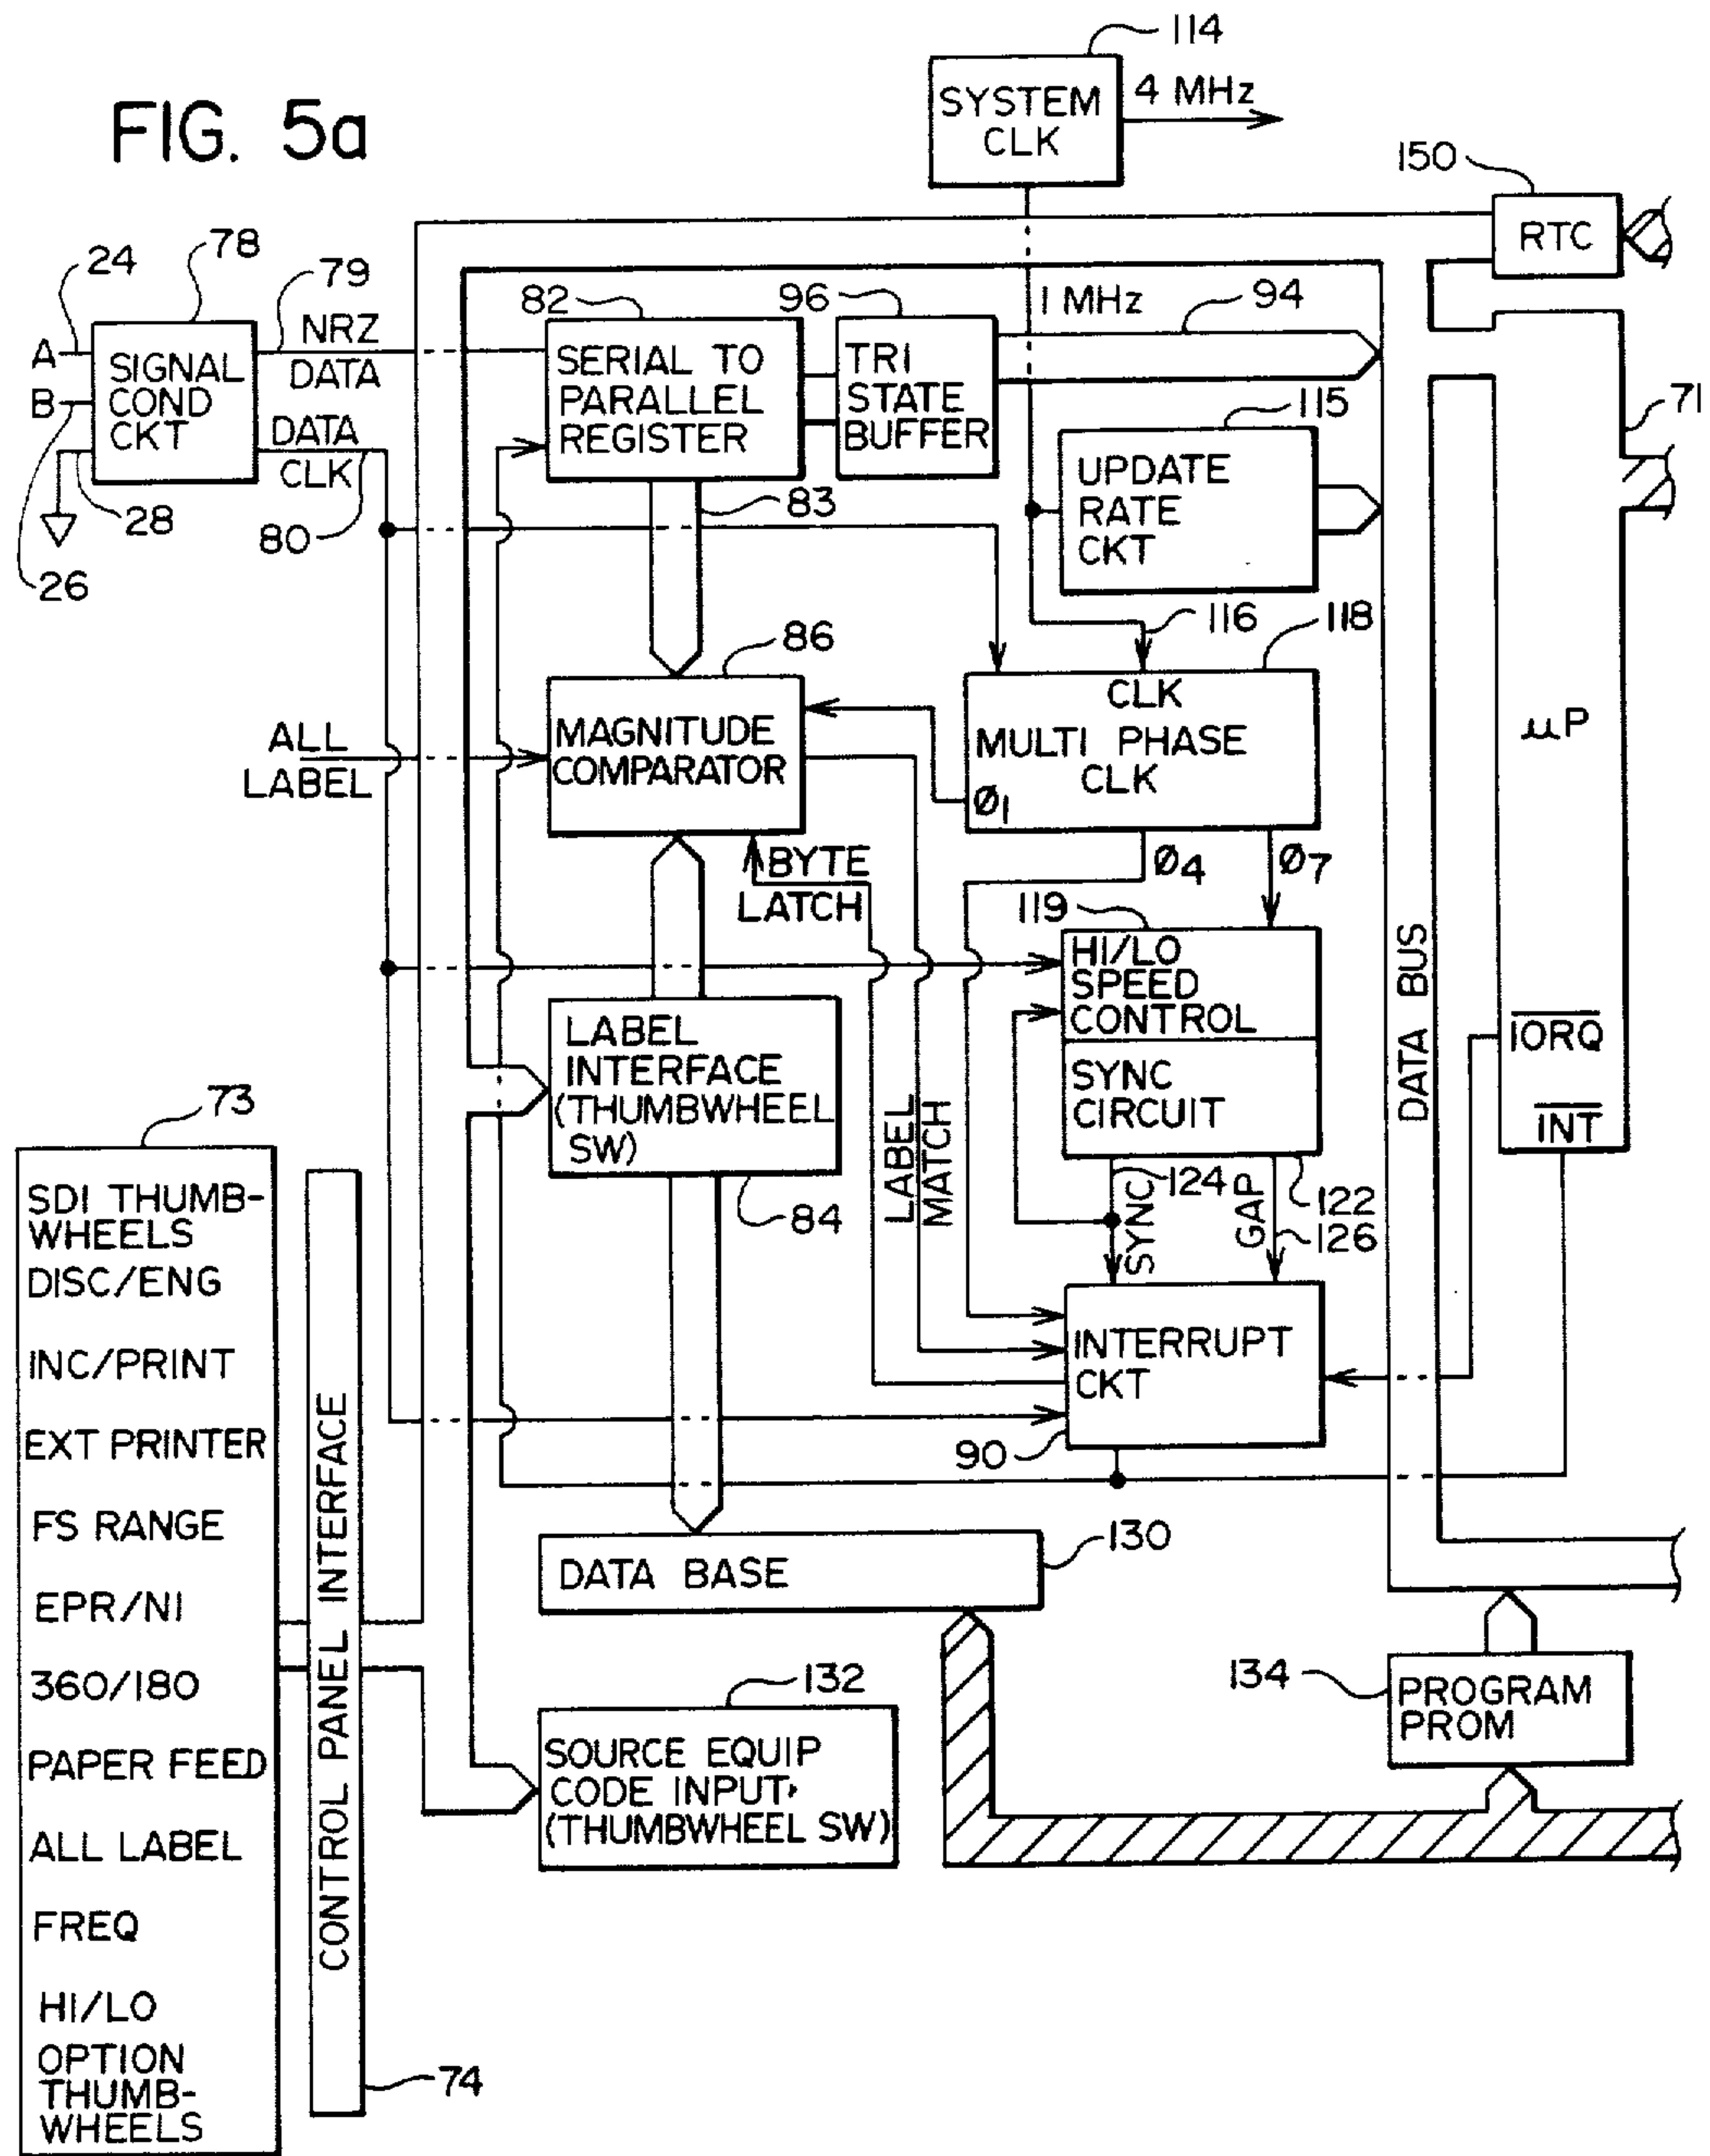 FIG. 5a
114
SYSTEM
CLK
4 MHz
150
RTC
24
78
79
A
B
SIGNAL
COND
CKT
NRZ
DATA
DATA
CLK
28
26
80
82
SERIAL TO
PARALLEL
REGISTER
96
TRI
STATE
BUFFER
1 MHz
94
83
115
UPDATE
RATE
CKT
71
116
118
86
ALL
LABEL
MAGNITUDE
COMPARATOR
CLK
MULTI PHASE
CLK
Ø1
Ø4
Ø7
μP
BYTE
LATCH
119
HI/LO
SPEED
CONTROL
SYNC
CIRCUIT
DATA BUS
IORQ
INT
LABEL
INTERFACE
(THUMBWHEEL
SW)
84
LABEL
MATCH
SYNC
124
GAP
122
126
INTERRUPT
CKT
90
73
SDI THUMB-
WHEELS
DISC/ENG
INC/PRINT
EXT PRINTER
FS RANGE
EPR/N1
360/180
PAPER FEED
ALL LABEL
FREQ
HI/LO
OPTION
THUMB-
WHEELS
CONTROL PANEL INTERFACE
74
DATA BASE
130
132
SOURCE EQUIP
CODE INPUT
(THUMBWHEEL SW)
134
PROGRAM
PROM